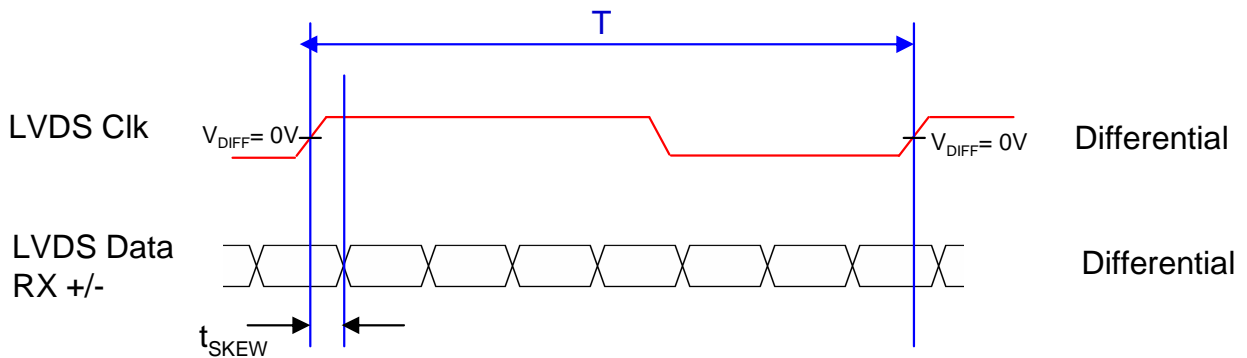 T
LVDS Clk
V_DIFF= 0V
V_DIFF= 0V
Differential
LVDS Data
RX +/-
Differential
t_SKEW